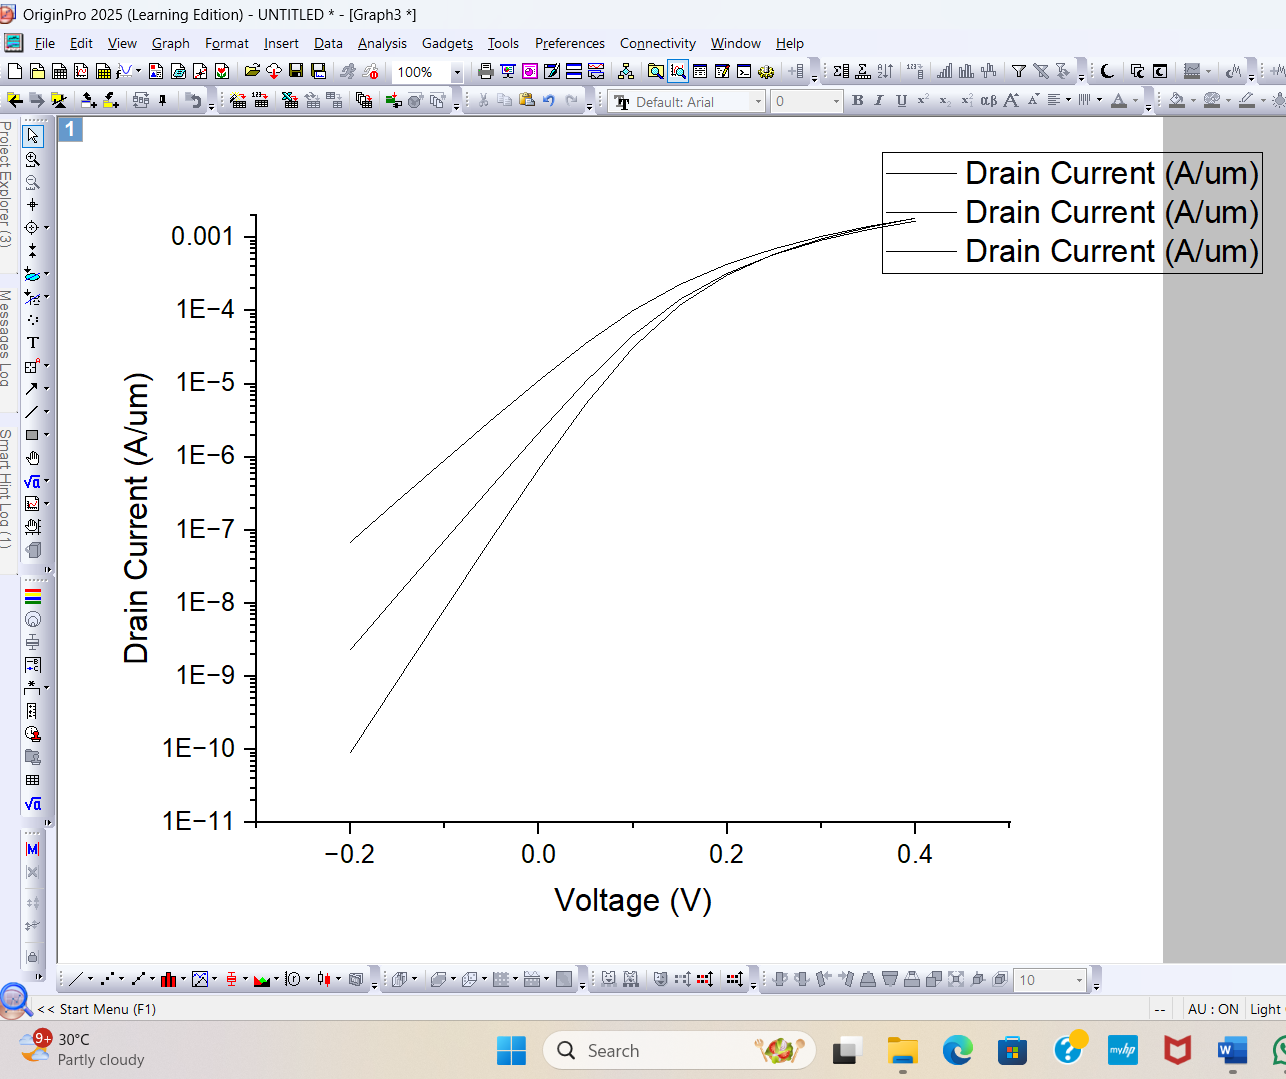 OriginPro 2025 (Learning Edition) - UNTITLED * - [Graph3 *]
File Edit View Graph Format Insert Data Analysis Gadgets Tools Preferences Connectivity Window Help
100%
Default: Arial 0 B I U x² x₂ αβ A A A
Project Explorer (3)
Messages Log
Smart Hint Log (1)
1
Drain Current (A/um)
Drain Current (A/um)
Drain Current (A/um)
0.001
1E−4
1E−5
1E−6
1E−7
1E−8
1E−9
1E−10
1E−11
Drain Current (A/um)
−0.2 0.0 0.2 0.4
Voltage (V)
10
<< Start Menu (F1) -- AU : ON Light
9+ 30°C
Partly cloudy
Search
myhp